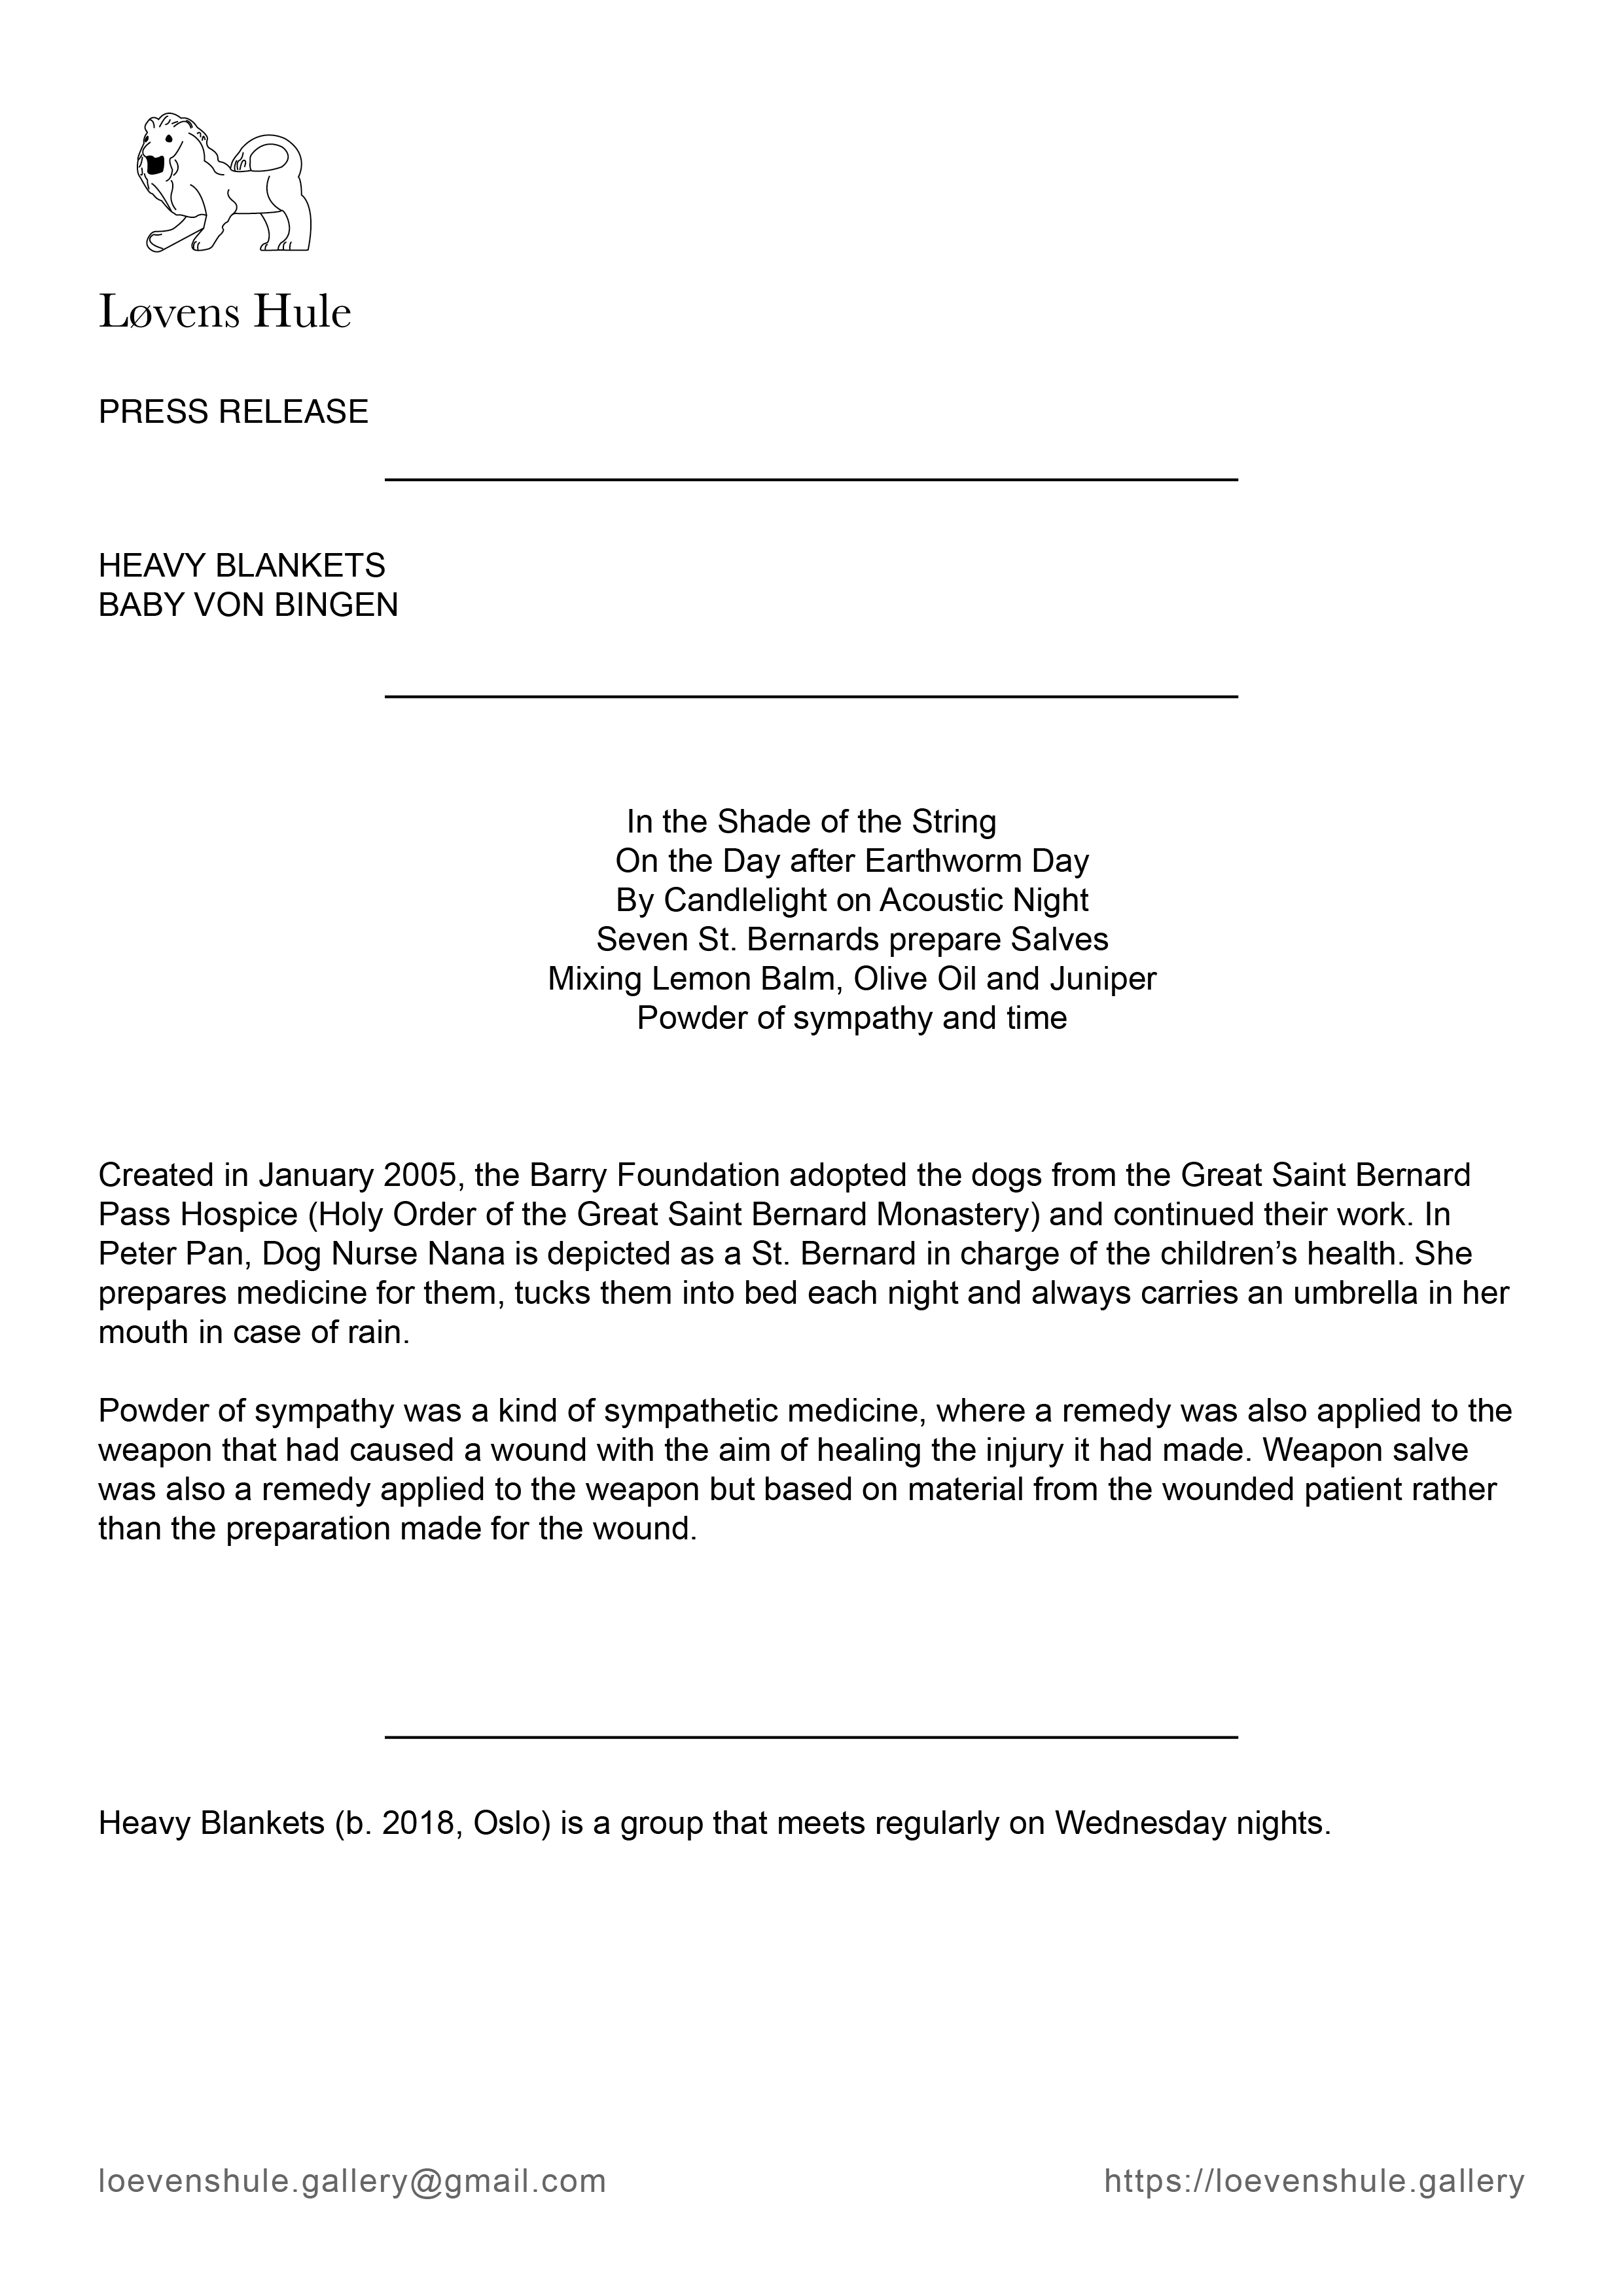 Løvens Hule
PRESS RELEASE
HEAVY BLANKETS
BABY VON BINGEN
In the Shade of the String
On the Day after Earthworm Day
By Candlelight on Acoustic Night
Seven St. Bernards prepare Salves
Mixing Lemon Balm, Olive Oil and Juniper
Powder of sympathy and time
Created in January 2005, the Barry Foundation adopted the dogs from the Great Saint Bernard
Pass Hospice (Holy Order of the Great Saint Bernard Monastery) and continued their work. In
Peter Pan, Dog Nurse Nana is depicted as a St. Bernard in charge of the children’s health. She
prepares medicine for them, tucks them into bed each night and always carries an umbrella in her
mouth in case of rain.
Powder of sympathy was a kind of sympathetic medicine, where a remedy was also applied to the
weapon that had caused a wound with the aim of healing the injury it had made. Weapon salve
was also a remedy applied to the weapon but based on material from the wounded patient rather
than the preparation made for the wound.
Heavy Blankets (b. 2018, Oslo) is a group that meets regularly on Wednesday nights.
loevenshule.gallery@gmail.com
https://loevenshule.gallery